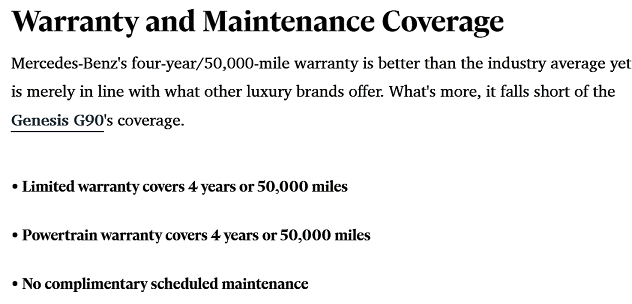 Warranty and Maintenance Coverage
Mercedes-Benz's four-year/50,000-mile warranty is better than the industry average yet
is merely in line with what other luxury brands offer. What's more, it falls short of the
Genesis G90's coverage.
• Limited warranty covers 4 years or 50,000 miles
• Powertrain warranty covers 4 years or 50,000 miles
• No complimentary scheduled maintenance